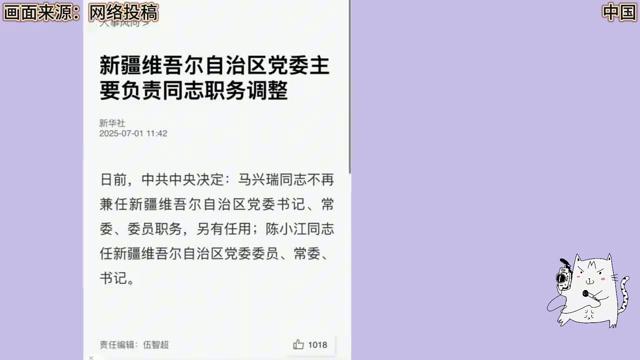 画面来源：网络投稿
中国
大事风向>
新疆维吾尔自治区党委主
要负责同志职务调整
新华社
2025-07-01 11:42
日前，中共中央决定：马兴瑞同志不再
兼任新疆维吾尔自治区党委书记、常
委、委员职务，另有任用；陈小江同志
任新疆维吾尔自治区党委委员、常委、
书记。
责任编辑：伍智超
1018